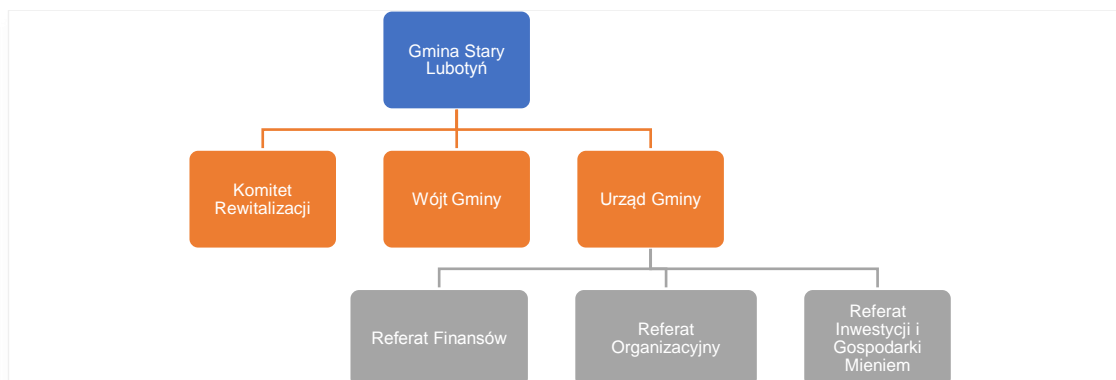 Gmina Stary
Lubotyń
Komitet
Rewitalizacji
Wójt Gminy
Urząd Gminy
Referat Finansów
Referat
Organizacyjny
Referat
Inwestycji i
Gospodarki
Mieniem